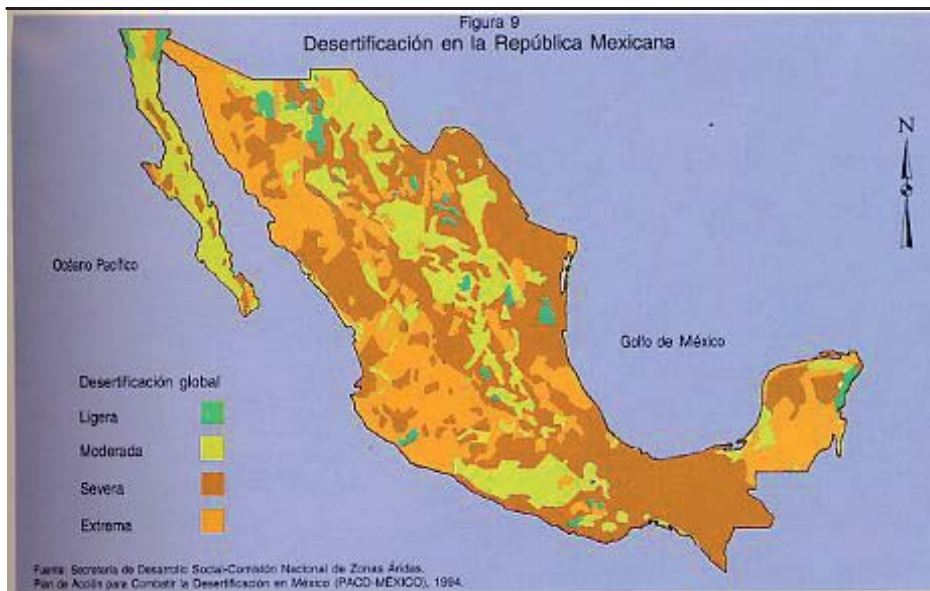 Figura 9
Desertificación en la República Mexicana
N
Océano Pacífico
Golfo de México
Desertificación global
Ligera
Moderada
Severa
Extrema
Fuente: Secretaría de Desarrollo Social-Comisión Nacional de Zonas Áridas.
Plan de Acción para Combatir la Desertificación en México (PACD-MÉXICO), 1994.